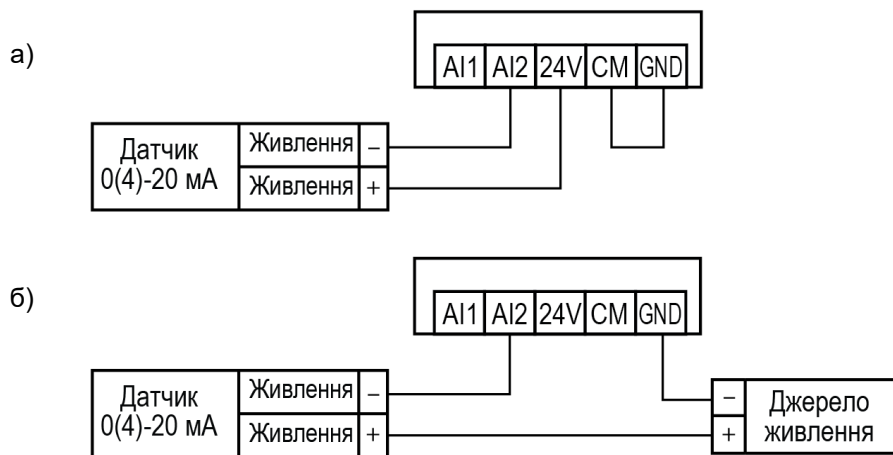 а)
AI1 AI2 24V CM GND
Датчик
0(4)-20 мА
Живлення –
Живлення +
б)
AI1 AI2 24V CM GND
Датчик
0(4)-20 мА
Живлення –
Живлення +
– Джерело
+ живлення